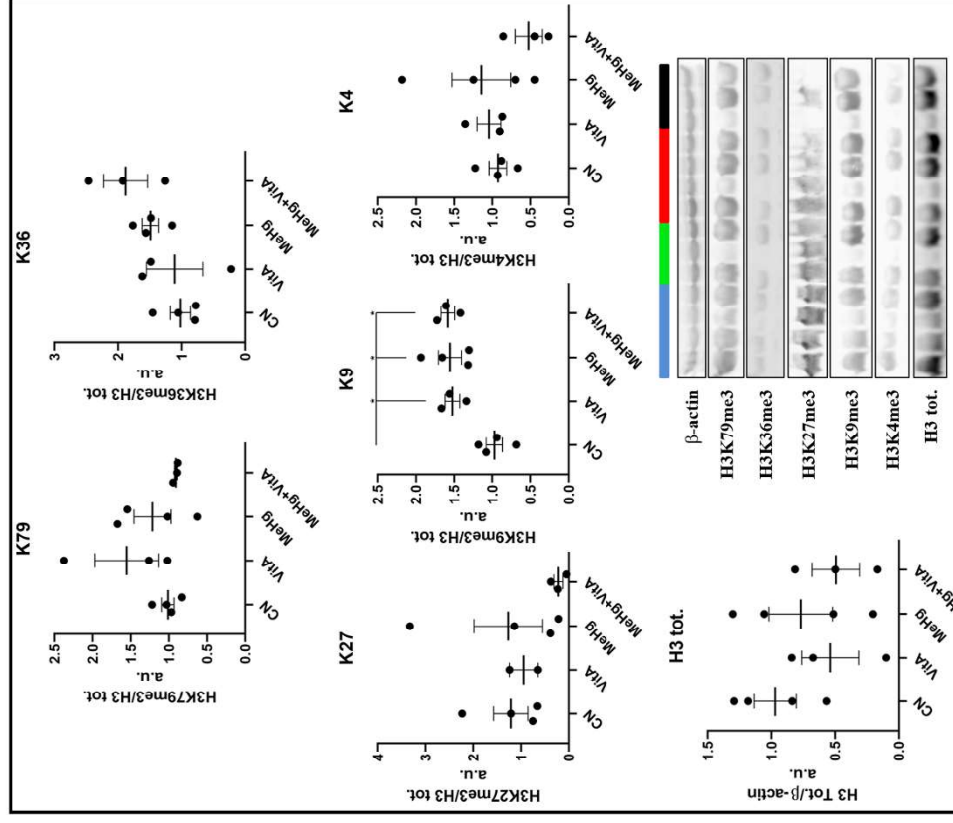 K79
H3K79me3/H3 tot.
a.u.
2.5
2.0
1.5
1.0
0.5
0.0
CN
VitA
MeHg
MeHg+VitA
K36
H3K36me3/H3 tot.
a.u.
3
2
1
0
CN
VitA
MeHg
MeHg+VitA
K27
H3K27me3/H3 tot.
a.u.
4
3
2
1
0
CN
VitA
MeHg
MeHg+VitA
K9
H3K9me3/H3 tot.
a.u.
2.5
2.0
1.5
1.0
0.5
0.0
*
*
*
CN
VitA
MeHg
MeHg+VitA
K4
H3K4me3/H3 tot.
a.u.
2.5
2.0
1.5
1.0
0.5
0.0
CN
VitA
MeHg
MeHg+VitA
H3 tot.
H3 Tot./β-actin
a.u.
1.5
1.0
0.5
0.0
CN
VitA
MeHg
MeHg+VitA
β-actin
H3K79me3
H3K36me3
H3K27me3
H3K9me3
H3K4me3
H3 tot.